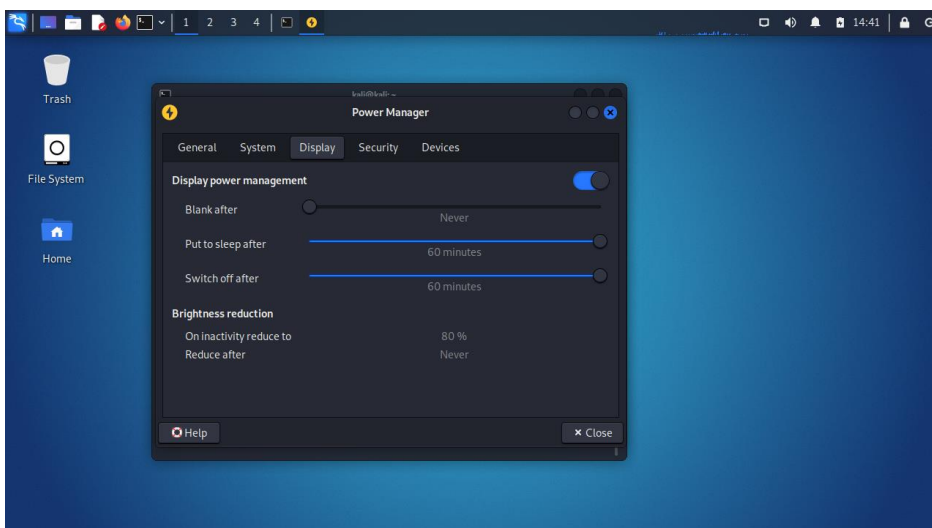 1 2 3 4
14:41
Trash
File System
Home
kali@kali: ~
Power Manager
General System Display Security Devices
Display power management
Blank after
Never
Put to sleep after
60 minutes
Switch off after
60 minutes
Brightness reduction
On inactivity reduce to 80 %
Reduce after Never
Help
Close